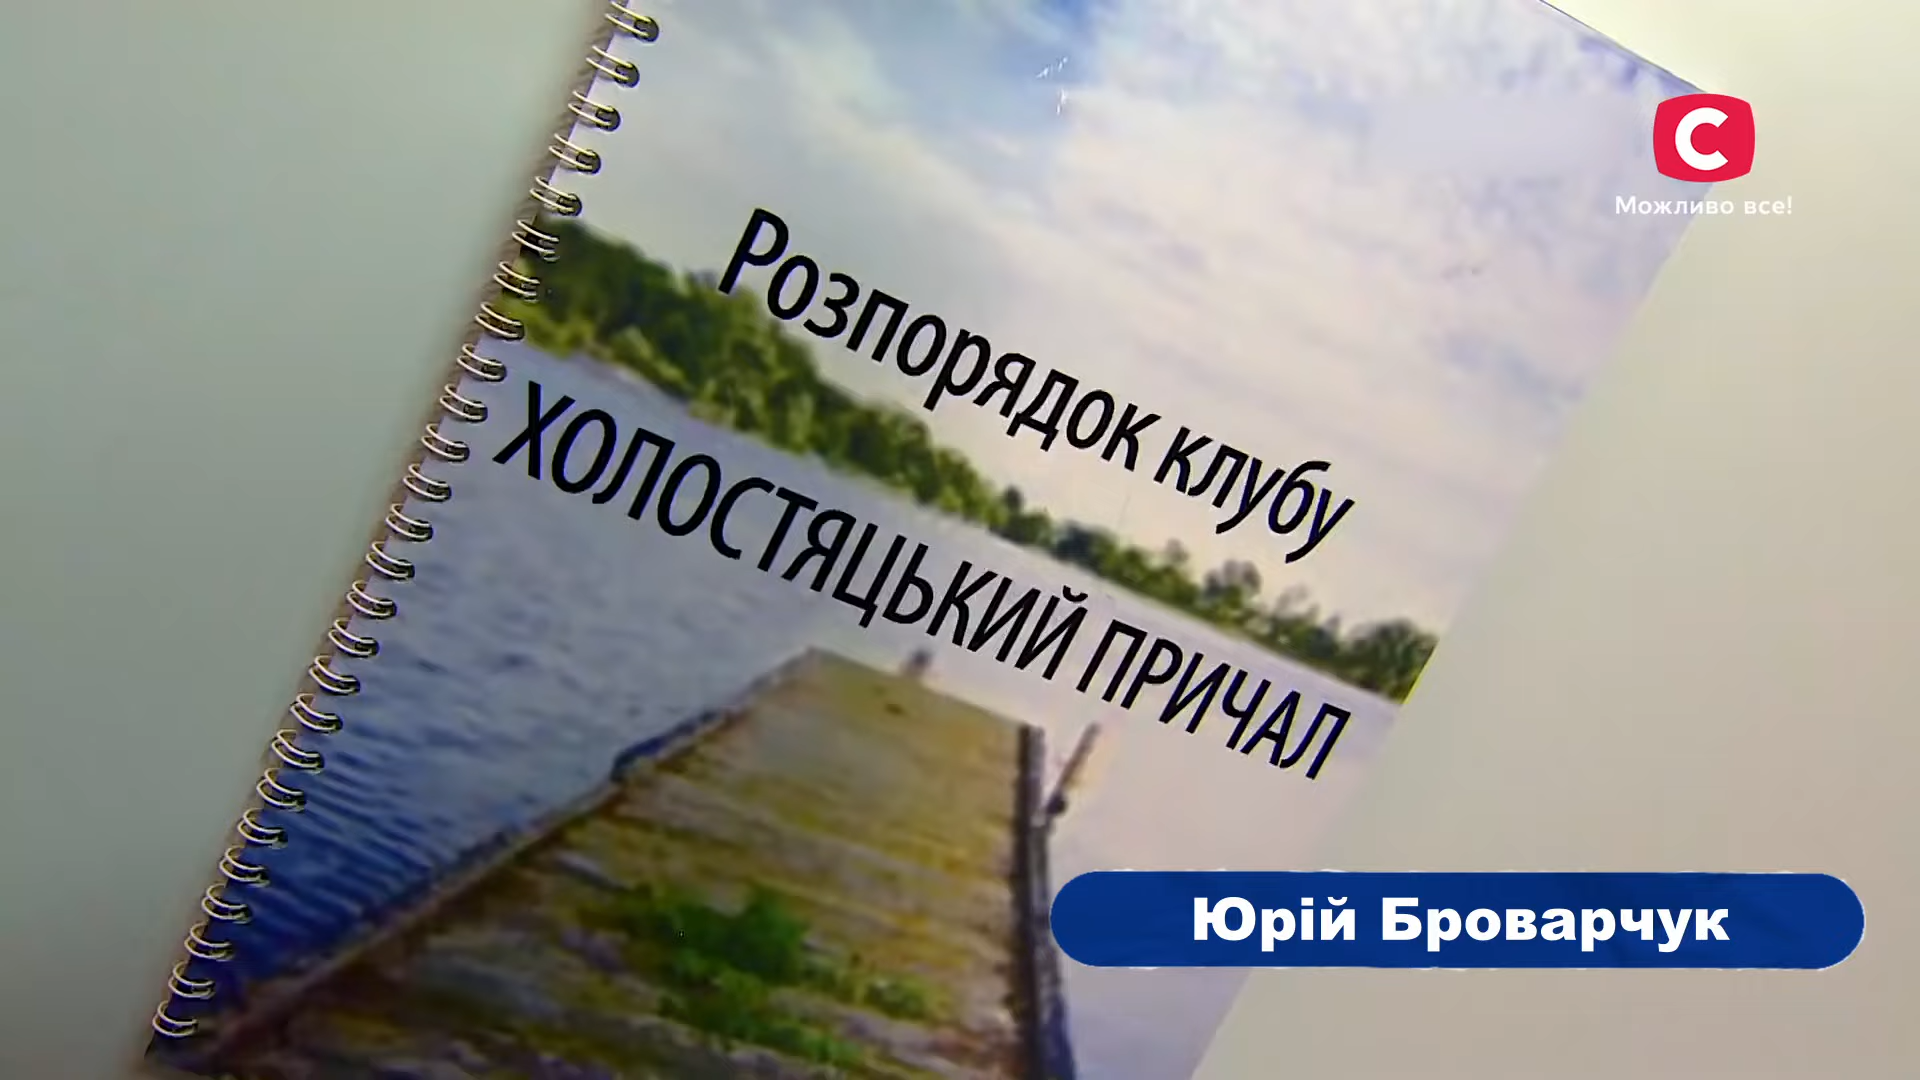 С
Можливо все!
Розпорядок клубу
ХОЛОСТЯЦЬКИЙ ПРИЧАЛ
Юрій Броварчук